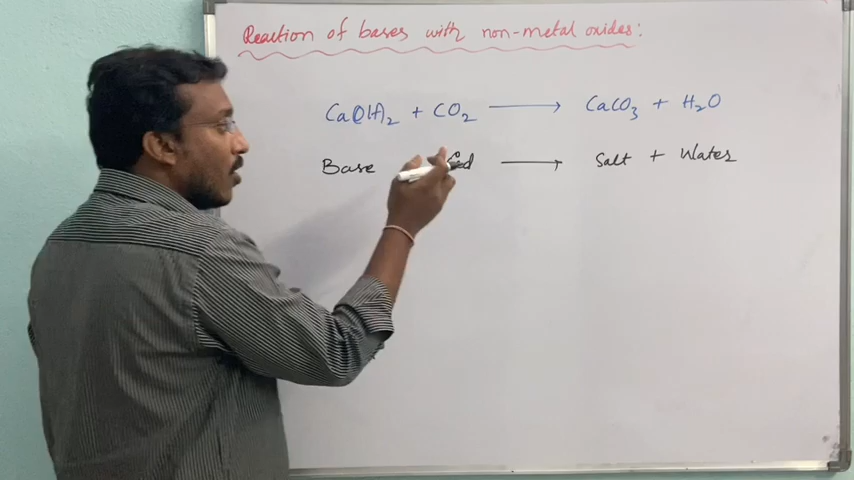 Reaction of bases with non-metal oxides:
Ca(OH)₂ + CO₂ → CaCO₃ + H₂O
Base → Salt + Water